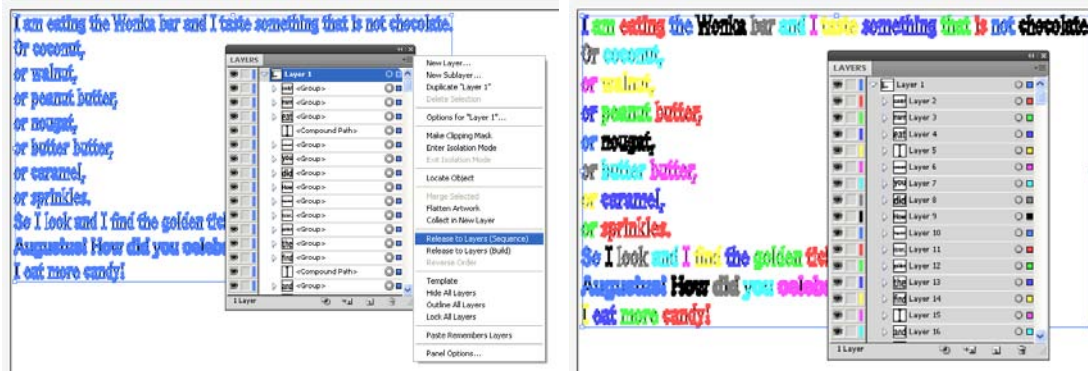 I am eating the Wonka bar and I taste something that is not chocolate.
Or coconut,
or walnut,
or peanut butter,
or nougat,
or butter butter,
or caramel,
or sprinkles.
So I look and I find the golden
Augustus! How did you
I eat more candy!
LAYERS
Layer 1
<Group>
<Group>
<Group>
<Compound Path>
<Group>
<Group>
<Group>
<Group>
<Group>
<Group>
<Group>
<Group>
<Group>
<Compound Path>
<Group>
1 Layer
New Layer...
New Sublayer...
Duplicate "Layer 1"
Delete Selection
Options for "Layer 1"...
Make Clipping Mask
Enter Isolation Mode
Exit Isolation Mode
Locate Object
Merge Selected
Flatten Artwork
Collect in New Layer
Release to Layers (Sequence)
Release to Layers (Build)
Reverse Order
Template
Hide All Layers
Outline All Layers
Lock All Layers
Paste Remembers Layers
Panel Options...
I am eating the Wonka bar and I taste something that is not chocolate.
Or coconut,
or walnut,
or peanut butter,
or nougat,
or butter butter,
or caramel,
or sprinkles.
So I look and I find the golden
Augustus! How did you
I eat more candy!
LAYERS
Layer 1
Layer 2
Layer 3
eat Layer 4
I Layer 5
Layer 6
you Layer 7
did Layer 8
How Layer 9
Layer 10
Layer 11
Layer 12
the Layer 13
find Layer 14
I Layer 15
and Layer 16
1 Layer